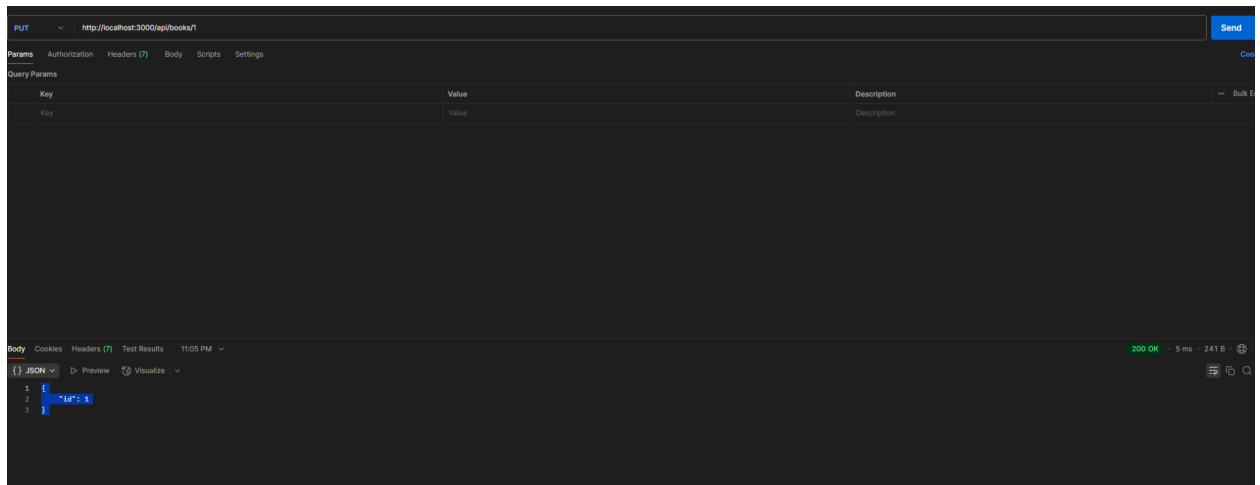 PUT http://localhost:3000/api/books/1 Send
Params Authorization Headers (7) Body Scripts Settings Coo
Query Params
Key Value Description Bulk E
Key Value Description
Body Cookies Headers (7) Test Results 11:05 PM 200 OK 5 ms 241 B
{} JSON Preview Visualize
1 {
2 "id": 1
3 }